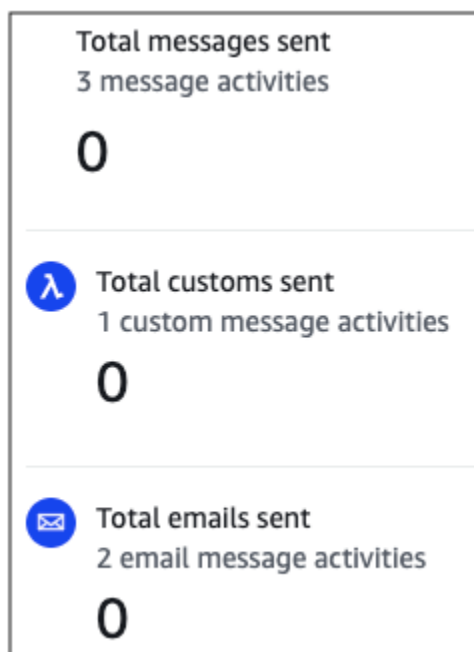 Total messages sent
3 message activities
0
λ
Total customs sent
1 custom message activities
0
Total emails sent
2 email message activities
0